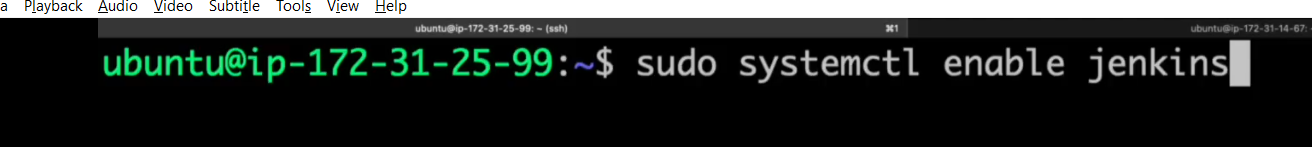 a Playback Audio Video Subtitle Tools View Help
ubuntu@ip-172-31-25-99: ~ (ssh) ⌘1 ubuntu@ip-172-31-14-67: -
ubuntu@ip-172-31-25-99:~$ sudo systemctl enable jenkins